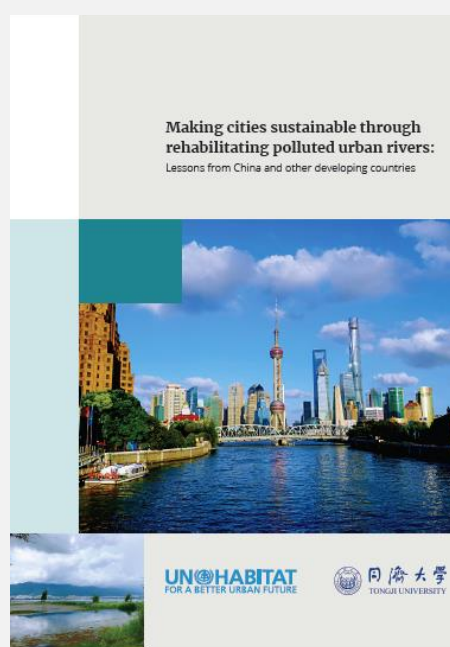 Making cities sustainable through
rehabilitating polluted urban rivers:
Lessons from China and other developing countries
UN HABITAT
FOR A BETTER URBAN FUTURE
同濟大學
TONGJI UNIVERSITY